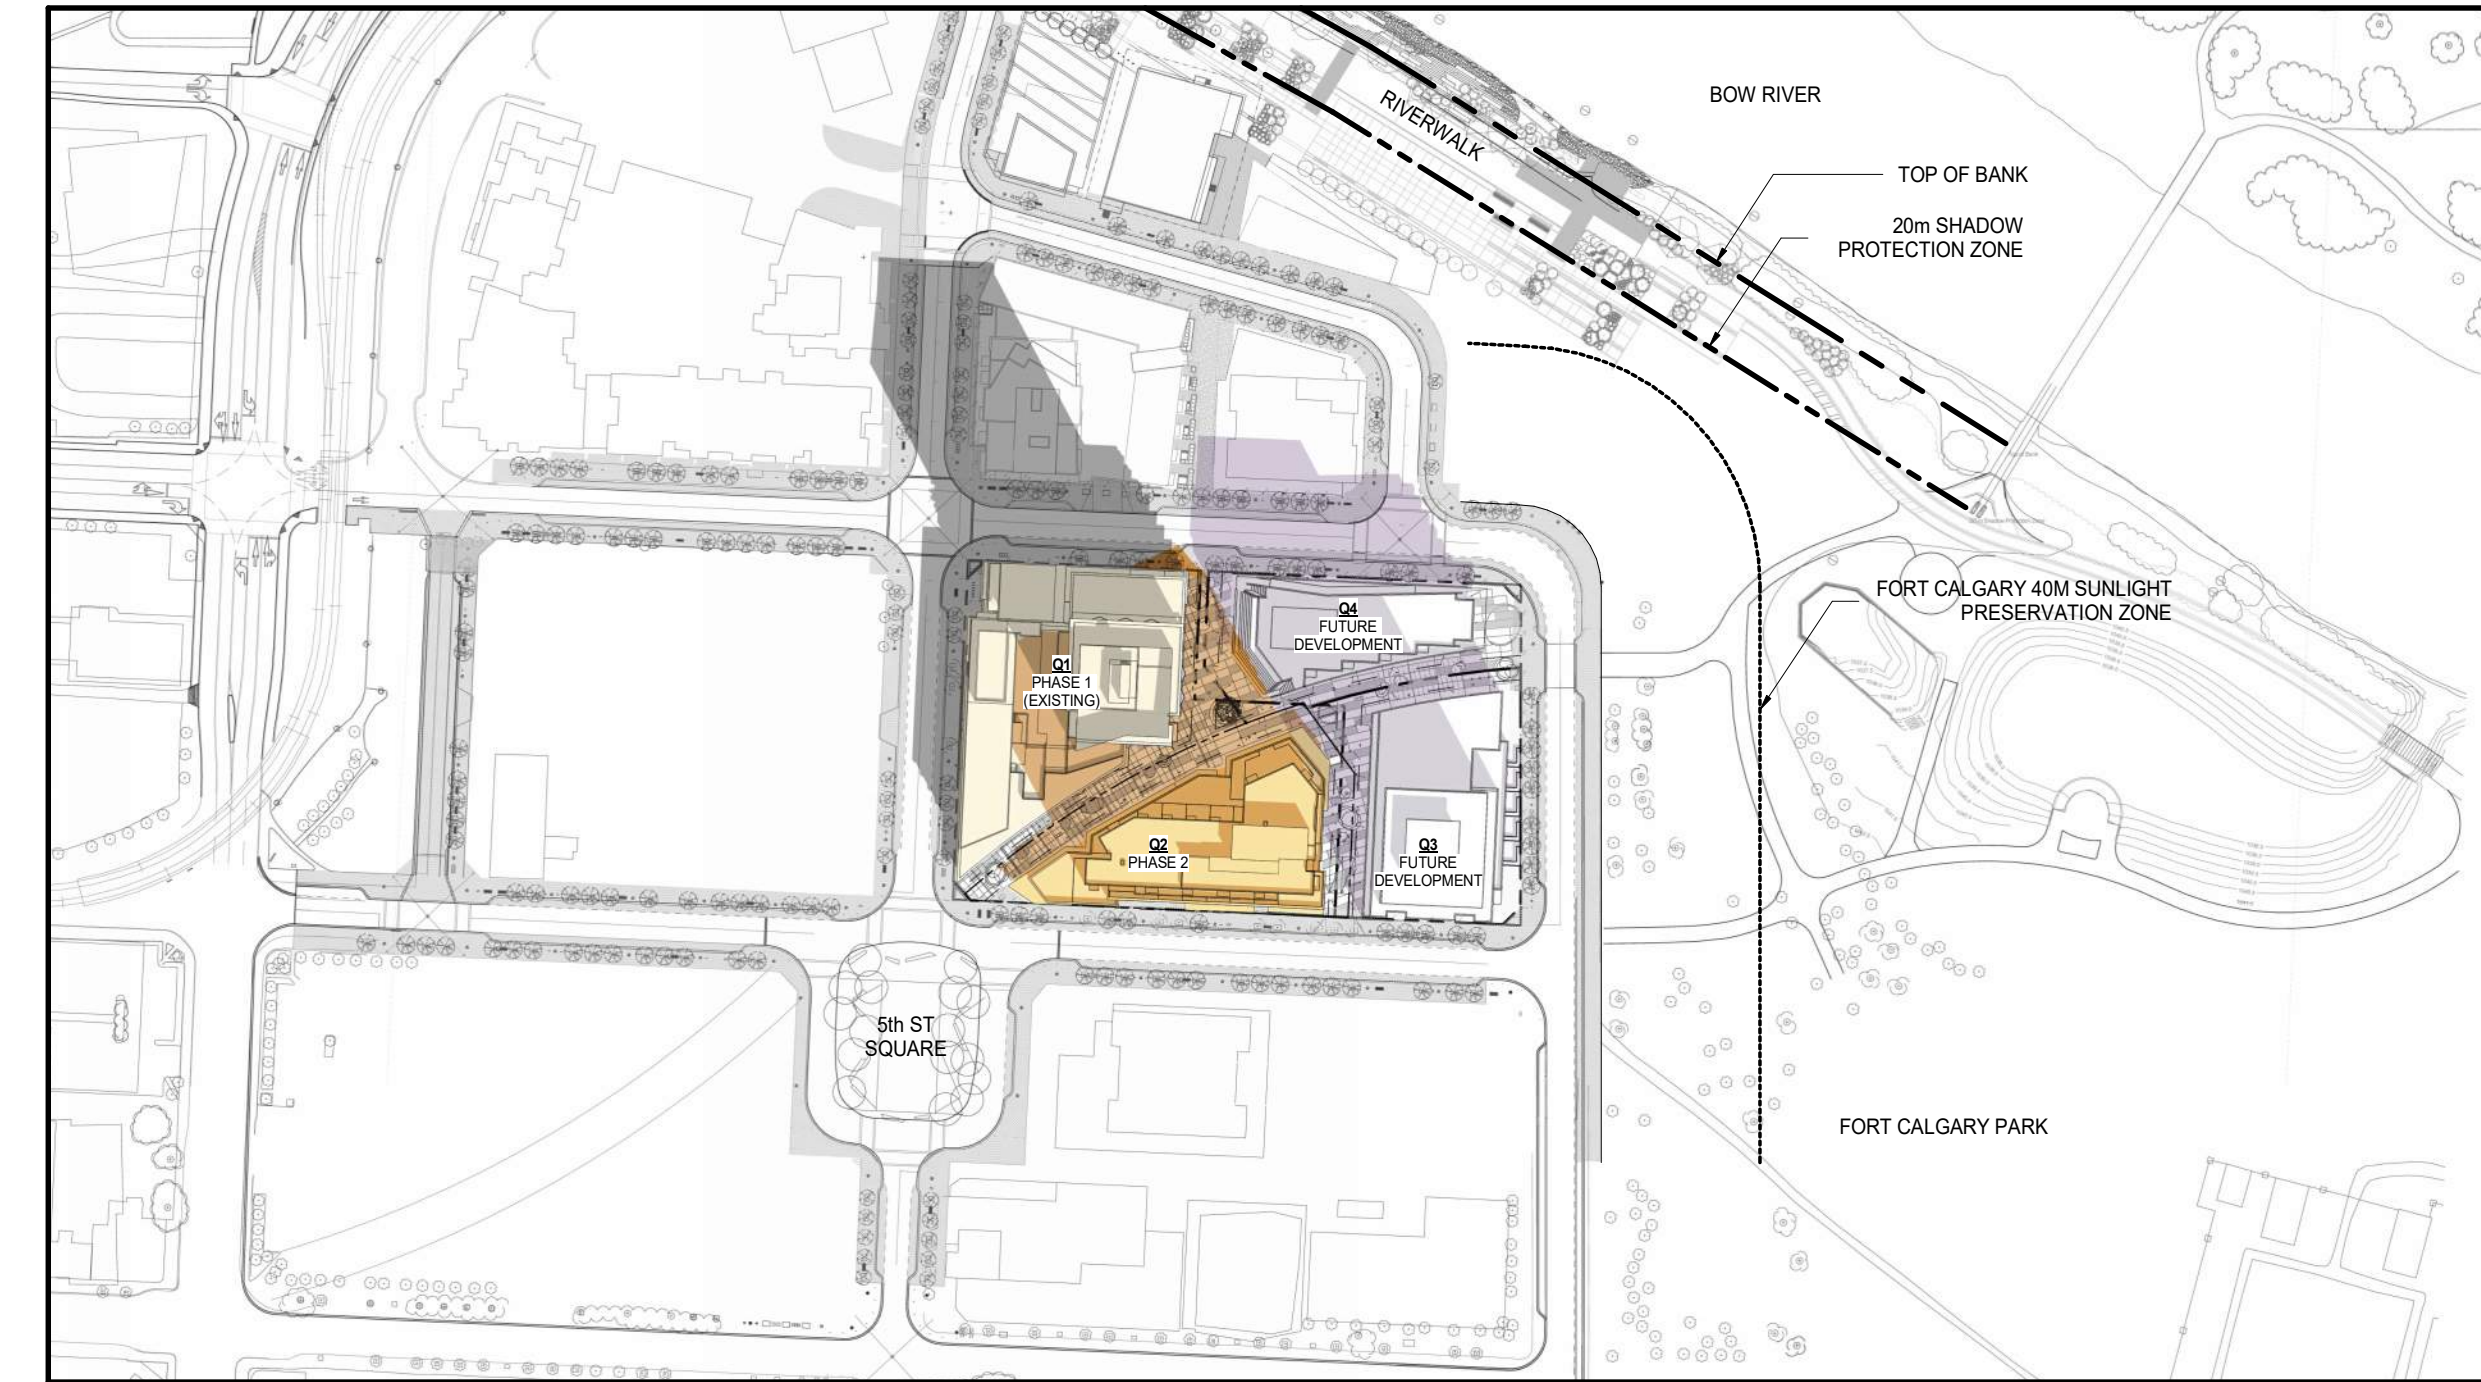 BOW RIVER
RIVERWALK
TOP OF BANK
20m SHADOW
PROTECTION ZONE
FORT CALGARY 40M SUNLIGHT
PRESERVATION ZONE
Q4
FUTURE
DEVELOPMENT
Q1
PHASE 1
(EXISTING)
Q2
PHASE 2
Q3
FUTURE
DEVELOPMENT
5th ST
SQUARE
FORT CALGARY PARK